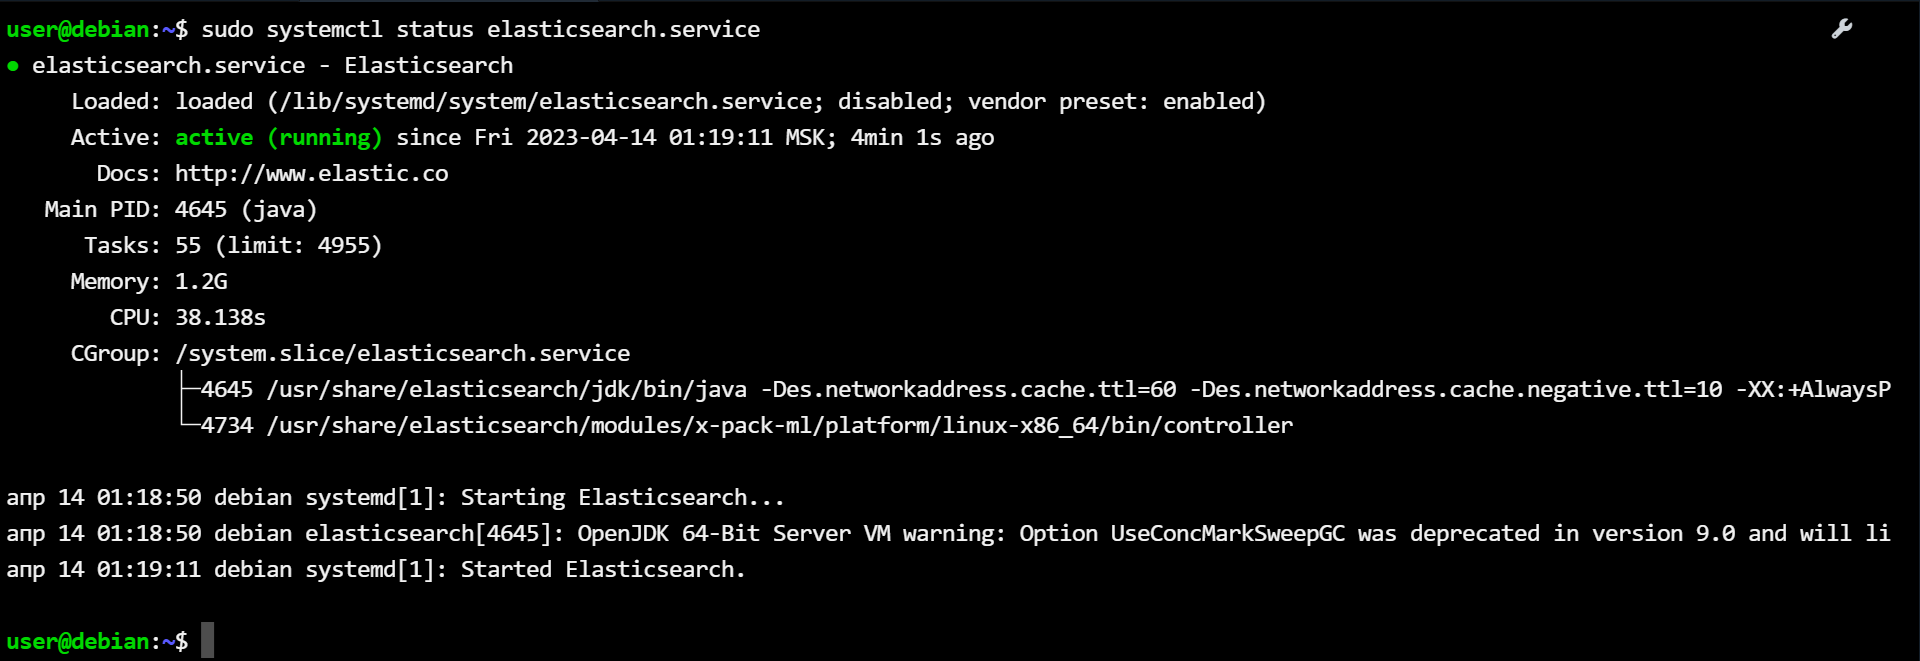 user@debian:~$ sudo systemctl status elasticsearch.service
● elasticsearch.service - Elasticsearch
     Loaded: loaded (/lib/systemd/system/elasticsearch.service; disabled; vendor preset: enabled)
     Active: active (running) since Fri 2023-04-14 01:19:11 MSK; 4min 1s ago
       Docs: http://www.elastic.co
   Main PID: 4645 (java)
      Tasks: 55 (limit: 4955)
     Memory: 1.2G
        CPU: 38.138s
     CGroup: /system.slice/elasticsearch.service
             ├─4645 /usr/share/elasticsearch/jdk/bin/java -Des.networkaddress.cache.ttl=60 -Des.networkaddress.cache.negative.ttl=10 -XX:+AlwaysP
             └─4734 /usr/share/elasticsearch/modules/x-pack-ml/platform/linux-x86_64/bin/controller
апр 14 01:18:50 debian systemd[1]: Starting Elasticsearch...
апр 14 01:18:50 debian elasticsearch[4645]: OpenJDK 64-Bit Server VM warning: Option UseConcMarkSweepGC was deprecated in version 9.0 and will li
апр 14 01:19:11 debian systemd[1]: Started Elasticsearch.
user@debian:~$